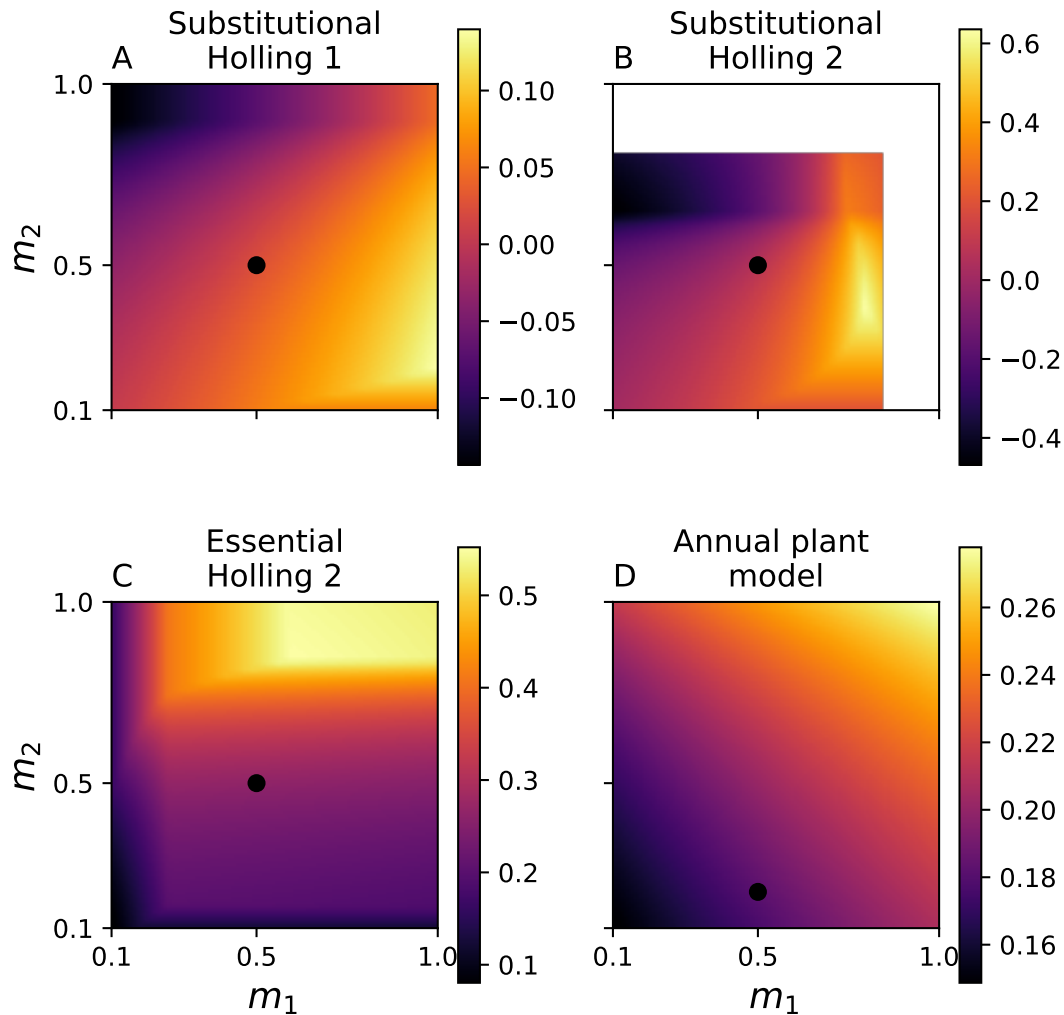 Substitutional
Holling 1
A
0.10
0.05
0.00
−0.05
−0.10
1.0
0.5
0.1
m2
Substitutional
Holling 2
B
0.6
0.4
0.2
0.0
−0.2
−0.4
Essential
Holling 2
C
0.5
0.4
0.3
0.2
0.1
1.0
0.5
0.1
m2
0.1
0.5
1.0
m1
Annual plant
model
D
0.26
0.24
0.22
0.20
0.18
0.16
0.1
0.5
1.0
m1